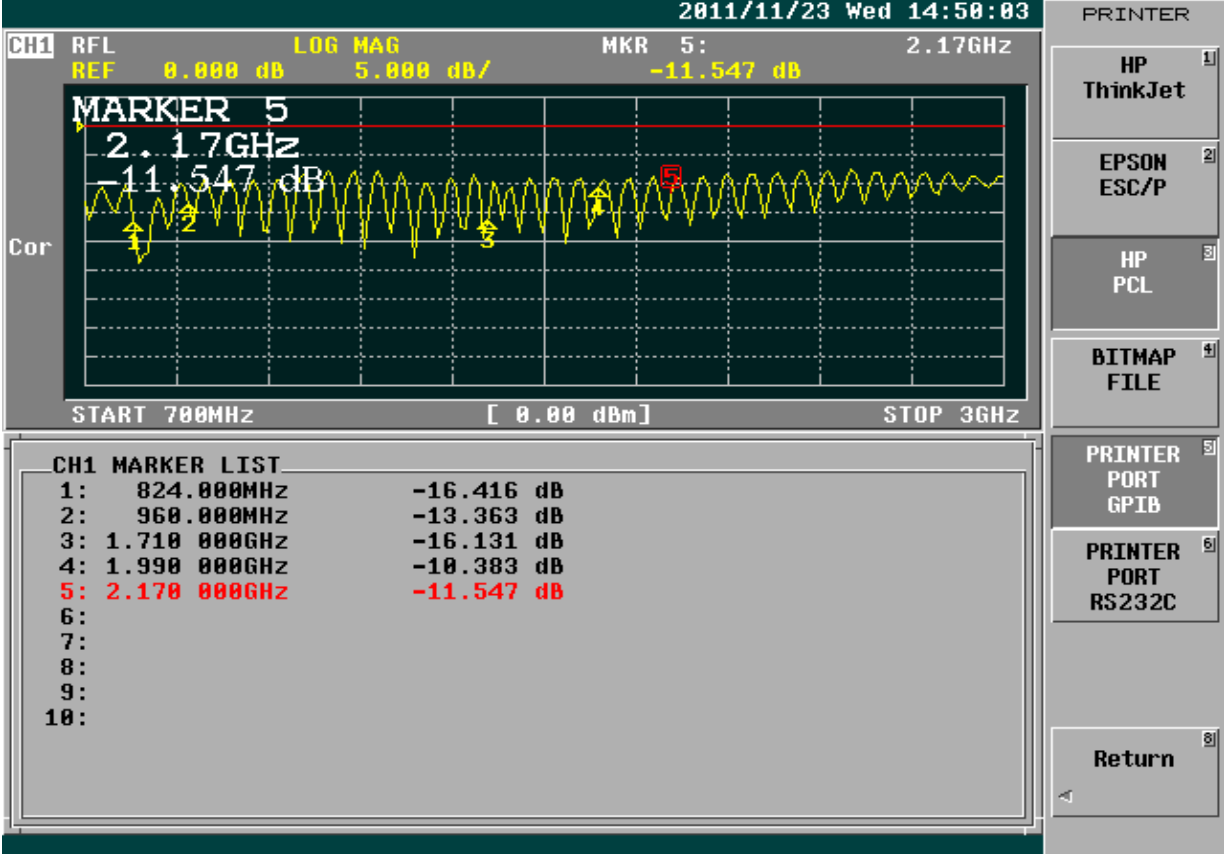 2011/11/23 Wed 14:50:03
CH1 RFL LOG MAG MKR 5: 2.17GHz
REF 0.000 dB 5.000 dB/ -11.547 dB
MARKER 5
2.17GHz
-11.547 dB
1
2
3
4
5
Cor
START 700MHz [ 0.00 dBm] STOP 3GHz
CH1 MARKER LIST
1: 824.000MHz -16.416 dB
2: 960.000MHz -13.363 dB
3: 1.710 000GHz -16.131 dB
4: 1.990 000GHz -10.383 dB
5: 2.170 000GHz -11.547 dB
6:
7:
8:
9:
10:
PRINTER
HP 1
ThinkJet
EPSON 2
ESC/P
HP 3
PCL
BITMAP 4
FILE
PRINTER 5
PORT
GPIB
PRINTER 6
PORT
RS232C
Return 8